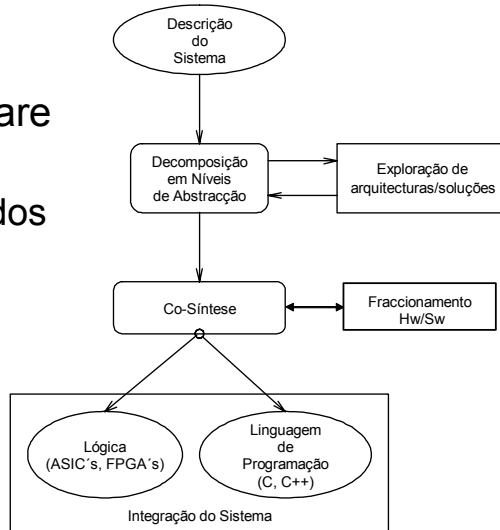 Descrição
do
Sistema
are
Decomposição
em Níveis
de Abstracção
Exploração de
arquitecturas/soluções
dos
Co-Síntese
Fraccionamento
Hw/Sw
Lógica
(ASIC´s, FPGA´s)
Linguagem
de
Programação
(C, C++)
Integração do Sistema